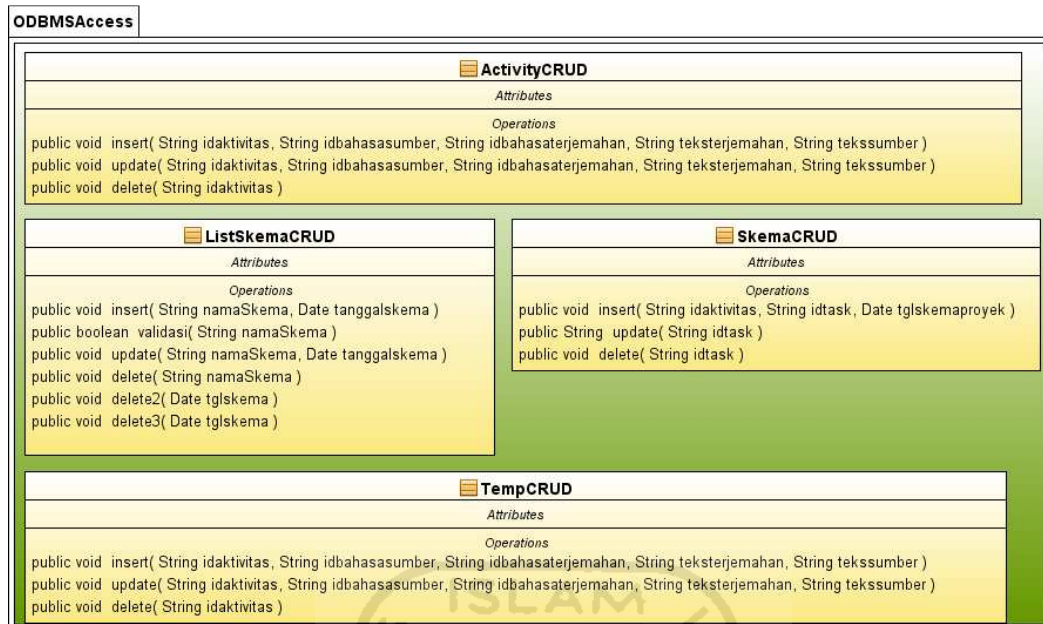 ODBMSAccess
ActivityCRUD
Attributes
Operations
public void insert( String idaktivitas, String idbahasasumber, String idbahasaterjemahan, String teksterjemahan, String tekssumber )
public void update( String idaktivitas, String idbahasasumber, String idbahasaterjemahan, String teksterjemahan, String tekssumber )
public void delete( String idaktivitas )
ListSkemaCRUD
Attributes
Operations
public void insert( String namaSkema, Date tanggalskema )
public boolean validasi( String namaSkema )
public void update( String namaSkema, Date tanggalskema )
public void delete( String namaSkema )
public void delete2( Date tglskema )
public void delete3( Date tglskema )
SkemaCRUD
Attributes
Operations
public void insert( String idaktivitas, String idtask, Date tglskemaproyek )
public String update( String idtask )
public void delete( String idtask )
TempCRUD
Attributes
Operations
public void insert( String idaktivitas, String idbahasasumber, String idbahasaterjemahan, String teksterjemahan, String tekssumber )
public void update( String idaktivitas, String idbahasasumber, String idbahasaterjemahan, String teksterjemahan, String tekssumber )
public void delete( String idaktivitas )
ISLAM